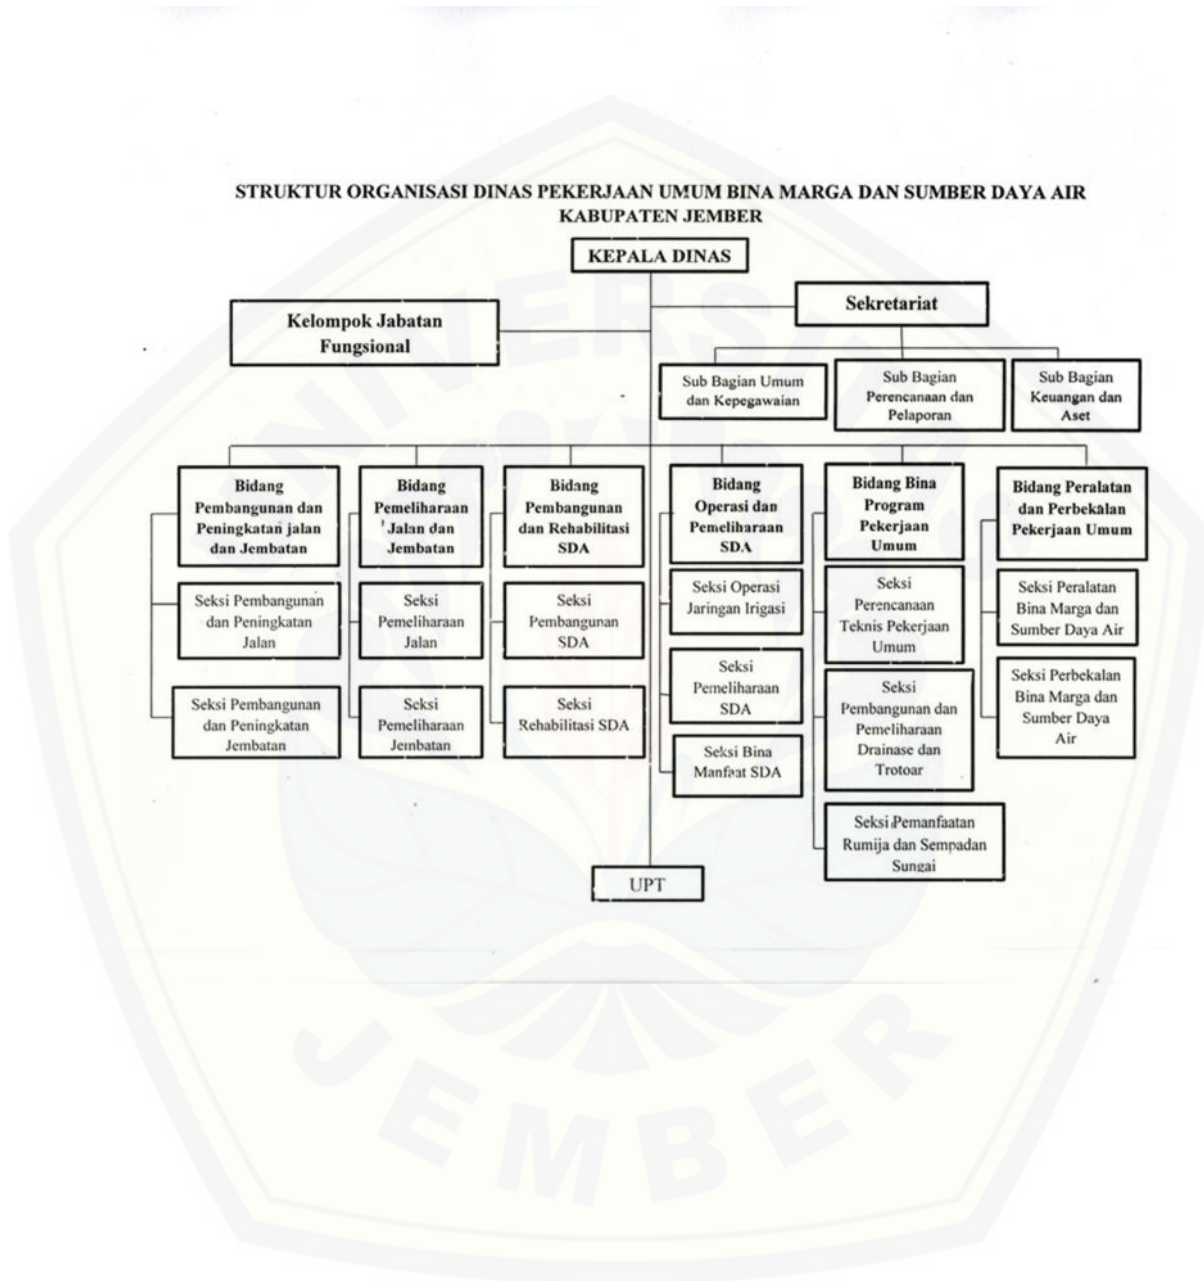 STRUKTUR ORGANISASI DINAS PEKERJAAN UMUM BINA MARGA DAN SUMBER DAYA AIR
KABUPATEN JEMBER
KEPALA DINAS
Sekretariat
Kelompok Jabatan
Fungsional
Sub Bagian Umum
dan Kepegawaian
Sub Bagian
Perencanaan dan
Pelaporan
Sub Bagian
Keuangan dan
Aset
Bidang
Pembangunan dan
Peningkatan jalan
dan Jembatan
Seksi Pembangunan
dan Peningkatan
Jalan
Seksi Pembangunan
dan Peningkatan
Jembatan
Bidang
Pemeliharaan
Jalan dan
Jembatan
Seksi
Pemeliharaan
Jalan
Seksi
Pemeliharaan
Jembatan
Bidang
Pembangunan
dan Rehabilitasi
SDA
Seksi
Pembangunan
SDA
Seksi
Rehabilitasi SDA
Bidang
Operasi dan
Pemeliharaan
SDA
Seksi Operasi
Jaringan Irigasi
Seksi
Pemeliharaan
SDA
Seksi Bina
Manfaat SDA
Bidang Bina
Program
Pekerjaan
Umum
Seksi
Perencanaan
Teknis Pekerjaan
Umum
Seksi
Pembangunan dan
Pemeliharaan
Drainase dan
Trotoar
Seksi Pemanfaatan
Rumija dan Sempadan
Sungai
Bidang Peralatan
dan Perbekalan
Pekerjaan Umum
Seksi Peralatan
Bina Marga dan
Sumber Daya Air
Seksi Perbekalan
Bina Marga dan
Sumber Daya
Air
UPT
UNIVERSITAS
JEMBER